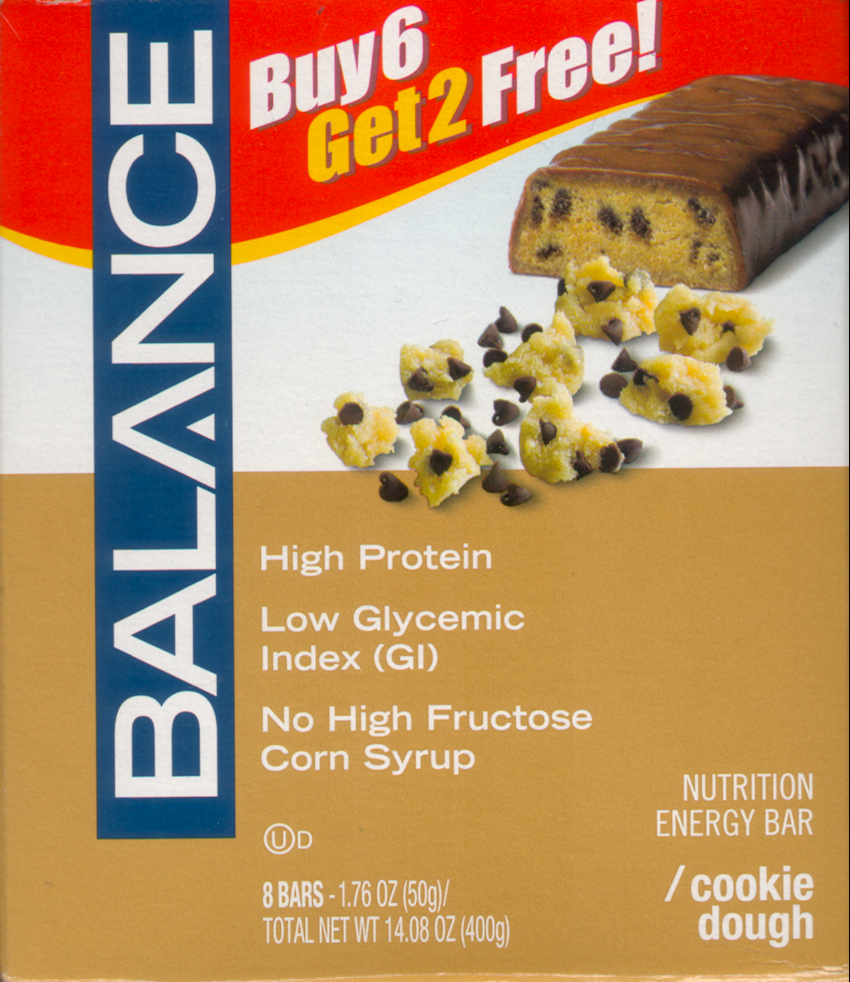 BALANCE
Buy 6
Get 2 Free!
High Protein
Low Glycemic
Index (GI)
No High Fructose
Corn Syrup
NUTRITION
ENERGY BAR
ⓊD
/ cookie
dough
8 BARS - 1.76 OZ (50g)/
TOTAL NET WT 14.08 OZ (400g)